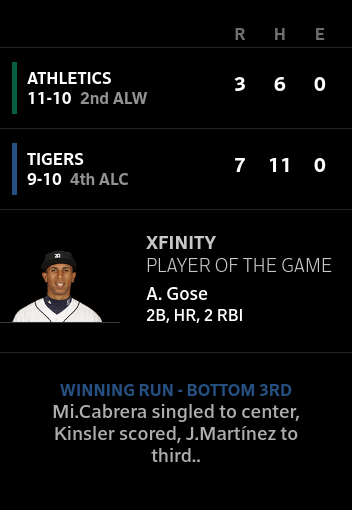 R H E
ATHLETICS
11-10 2nd ALW
3 6 0
TIGERS
9-10 4th ALC
7 11 0
XFINITY
PLAYER OF THE GAME
A. Gose
2B, HR, 2 RBI
WINNING RUN - BOTTOM 3RD
Mi.Cabrera singled to center,
Kinsler scored, J.Martínez to
third..